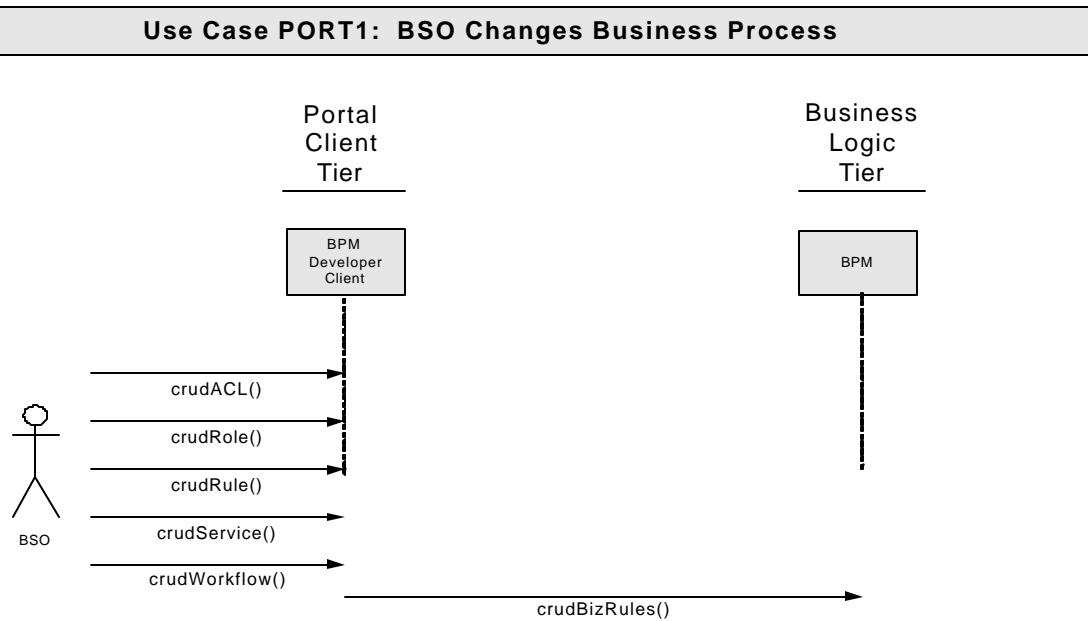 Use Case PORT1: BSO Changes Business Process
Portal
Client
Tier
Business
Logic
Tier
BPM
Developer
Client
BPM
crudACL()
crudRole()
crudRule()
crudService()
BSO
crudWorkflow()
crudBizRules()